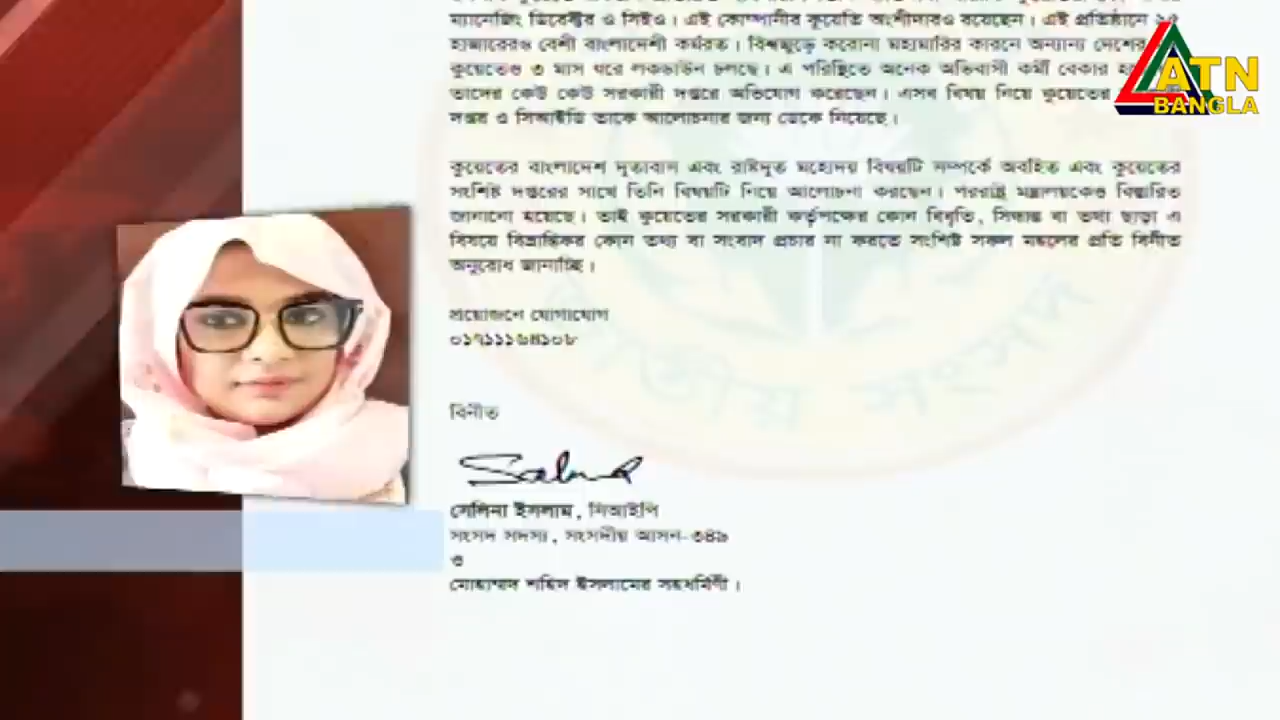 ম্যানেজিং ডিরেক্টর ও সিইও। এই কোম্পানীর কুয়েতি অংশীদারও রয়েছেন। এই প্রতিষ্ঠানে ২৫
হাজারেরও বেশী বাংলাদেশী কর্মরত। বিশ্বজুড়ে করোনা মহামারির কারনে অন্যান্য দেশের
কুয়েতেও ৩ মাস ধরে লকডাউন চলছে। এ পরিস্থিতে অনেক অভিবাসী কর্মী বেকার
তাদের কেউ কেউ সরকারী দপ্তরে অভিযোগ করেছেন। এসব বিষয় নিয়ে কুয়েতের
দপ্তর ও সিআইডি তাকে আলোচনার জন্য ডেকে নিয়েছে।
ATN
BANGLA
কুয়েতের বাংলাদেশ দূতাবাস এবং রাষ্টদূত মহোদয় বিষয়টি সম্পর্কে অবহিত এবং কুয়েতের
সংশিষ্ট দপ্তরের সাথে তিনি বিষয়টি নিয়ে আলোচনা করছেন। পররাষ্ট্র মন্ত্রালয়কেও বিস্তারিত
জানানো হয়েছে। তাই কুয়েতের সরকারী কর্তৃপক্ষের কোন বিবৃতি, সিদ্ধান্ত বা তথ্য ছাড়া এ
বিষয়ে বিভ্রান্তিকর কোন তথ্য বা সংবাদ প্রচার না করতে সংশিষ্ট সকল মহলের প্রতি বিনীত
অনুরোধ জানাচ্ছি।
প্রয়োজনে যোগাযোগ
০১৭১১১৬৪১০৮
বিনীত
সেলিনা ইসলাম, সিআইপি
সংসদ সদস্য, সংসদীয় আসন-৩৪৯
ও
মোহাম্মদ শহিদ ইসলামের সহধর্মিণী।